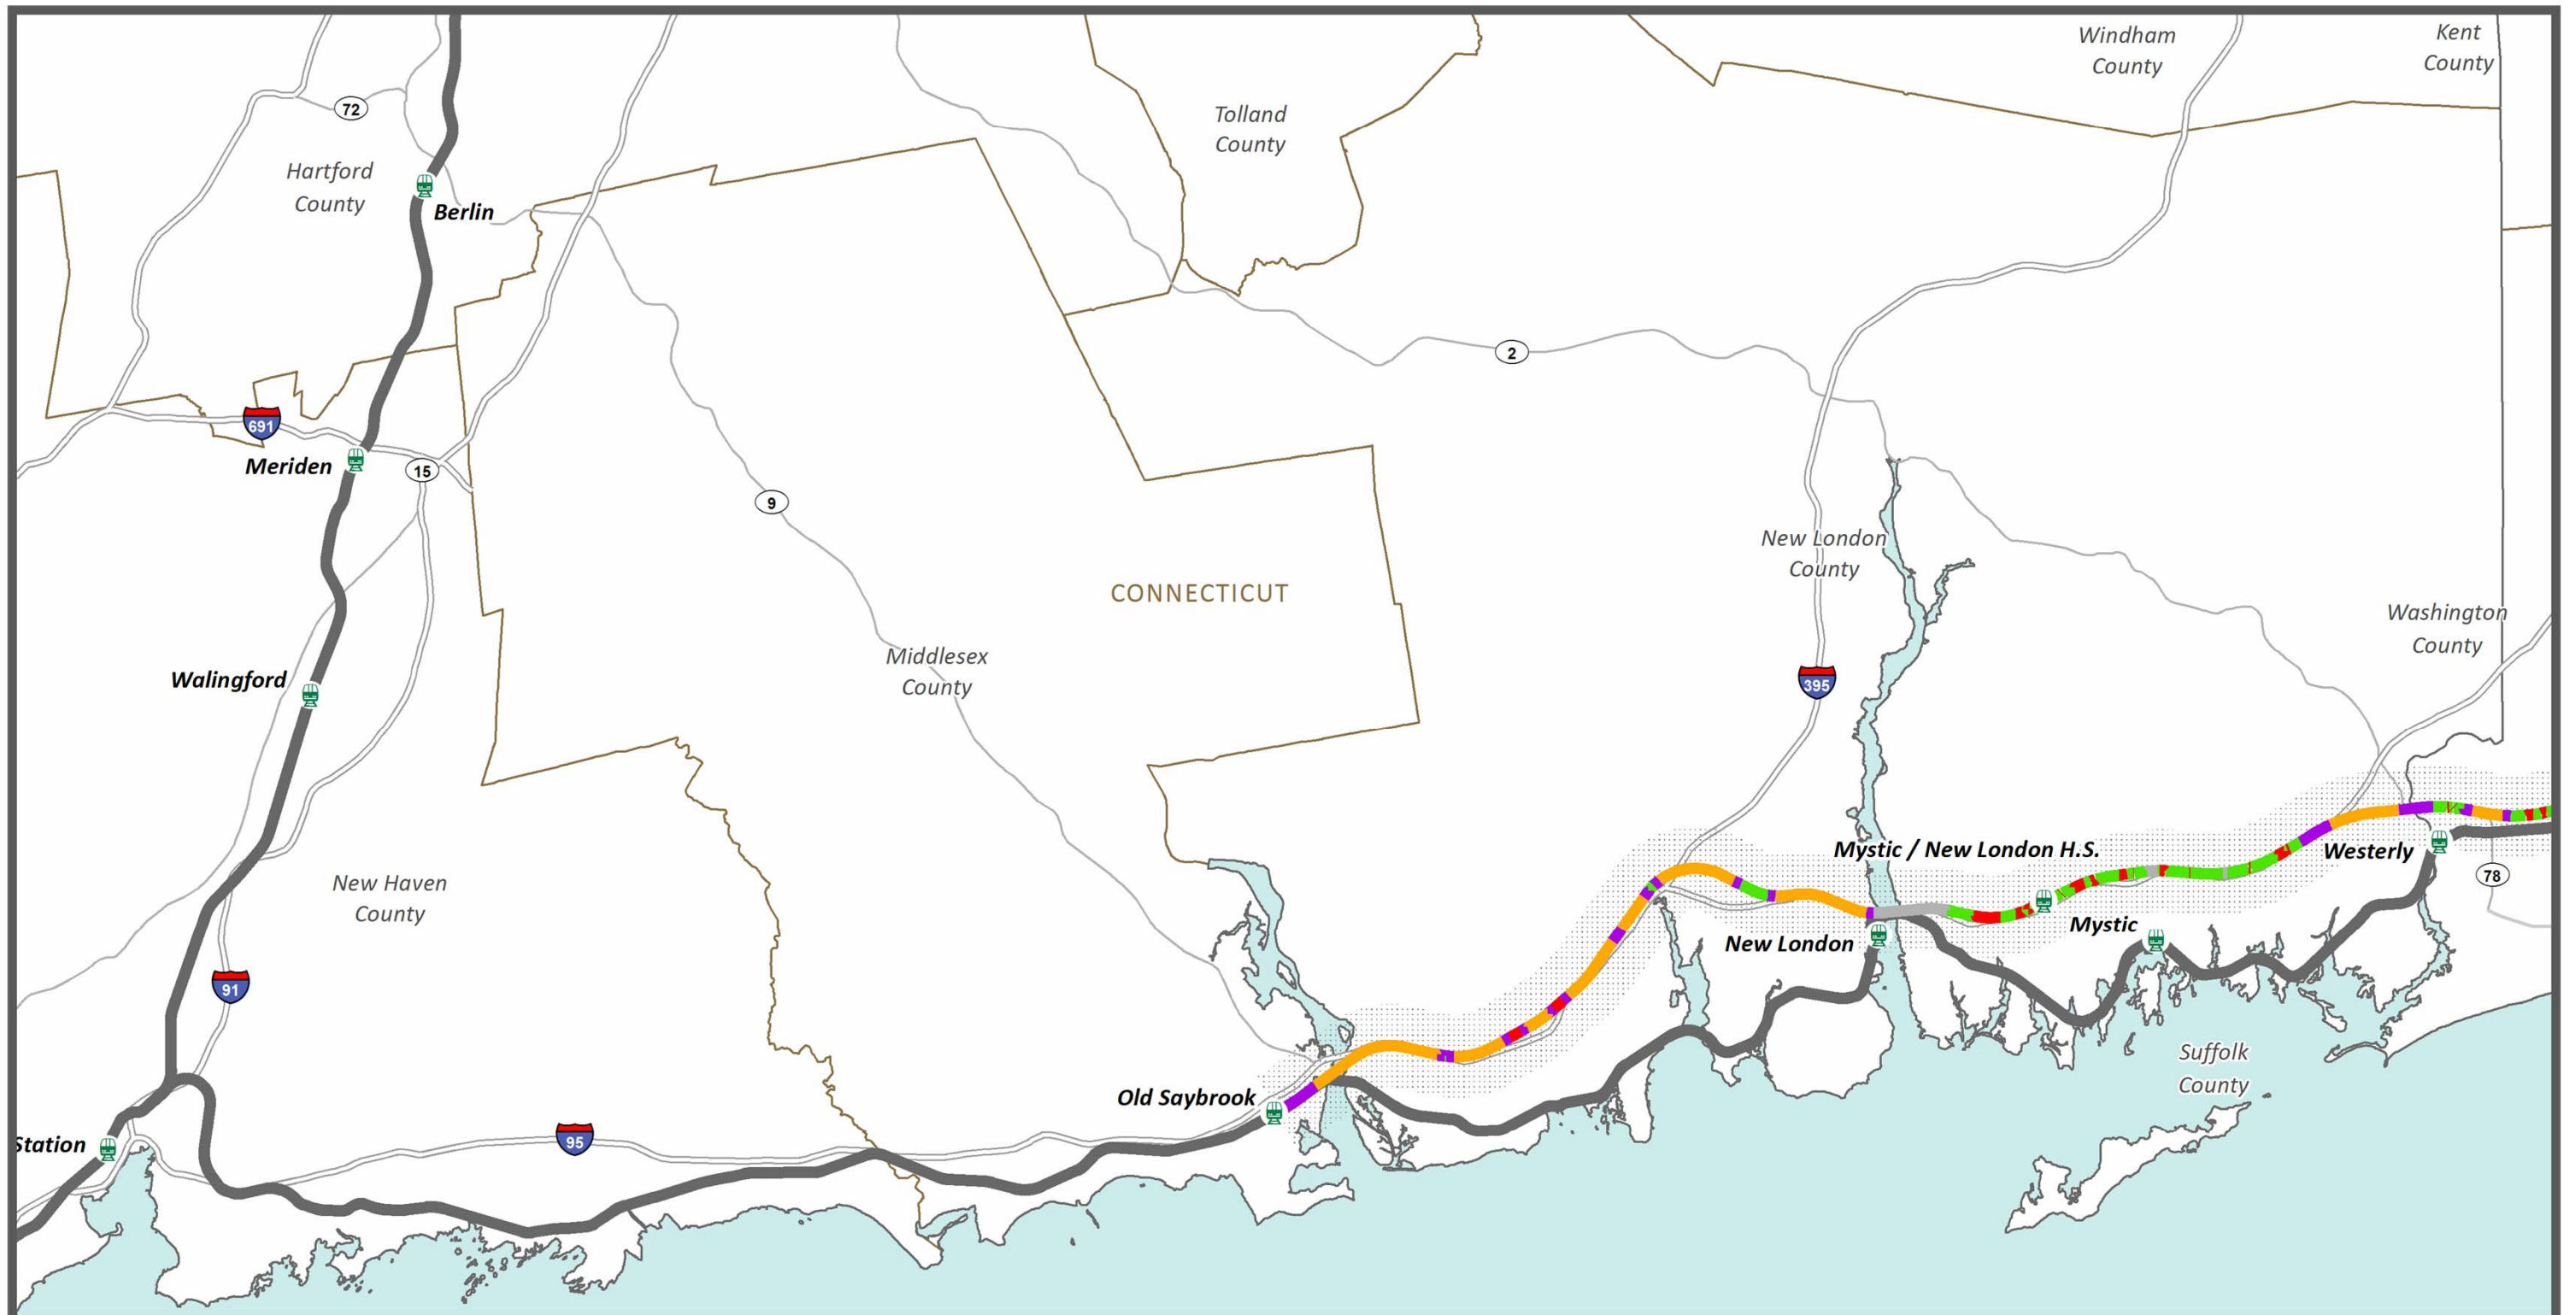 Windham
County
Kent
County
72
Tolland
County
Hartford
County
Berlin
2
691
Meriden
15
9
New London
County
CONNECTICUT
Washington
County
Middlesex
County
Walingford
395
Mystic / New London H.S.
Westerly
78
New Haven
County
Mystic
New London
91
Suffolk
County
Old Saybrook
95
Station